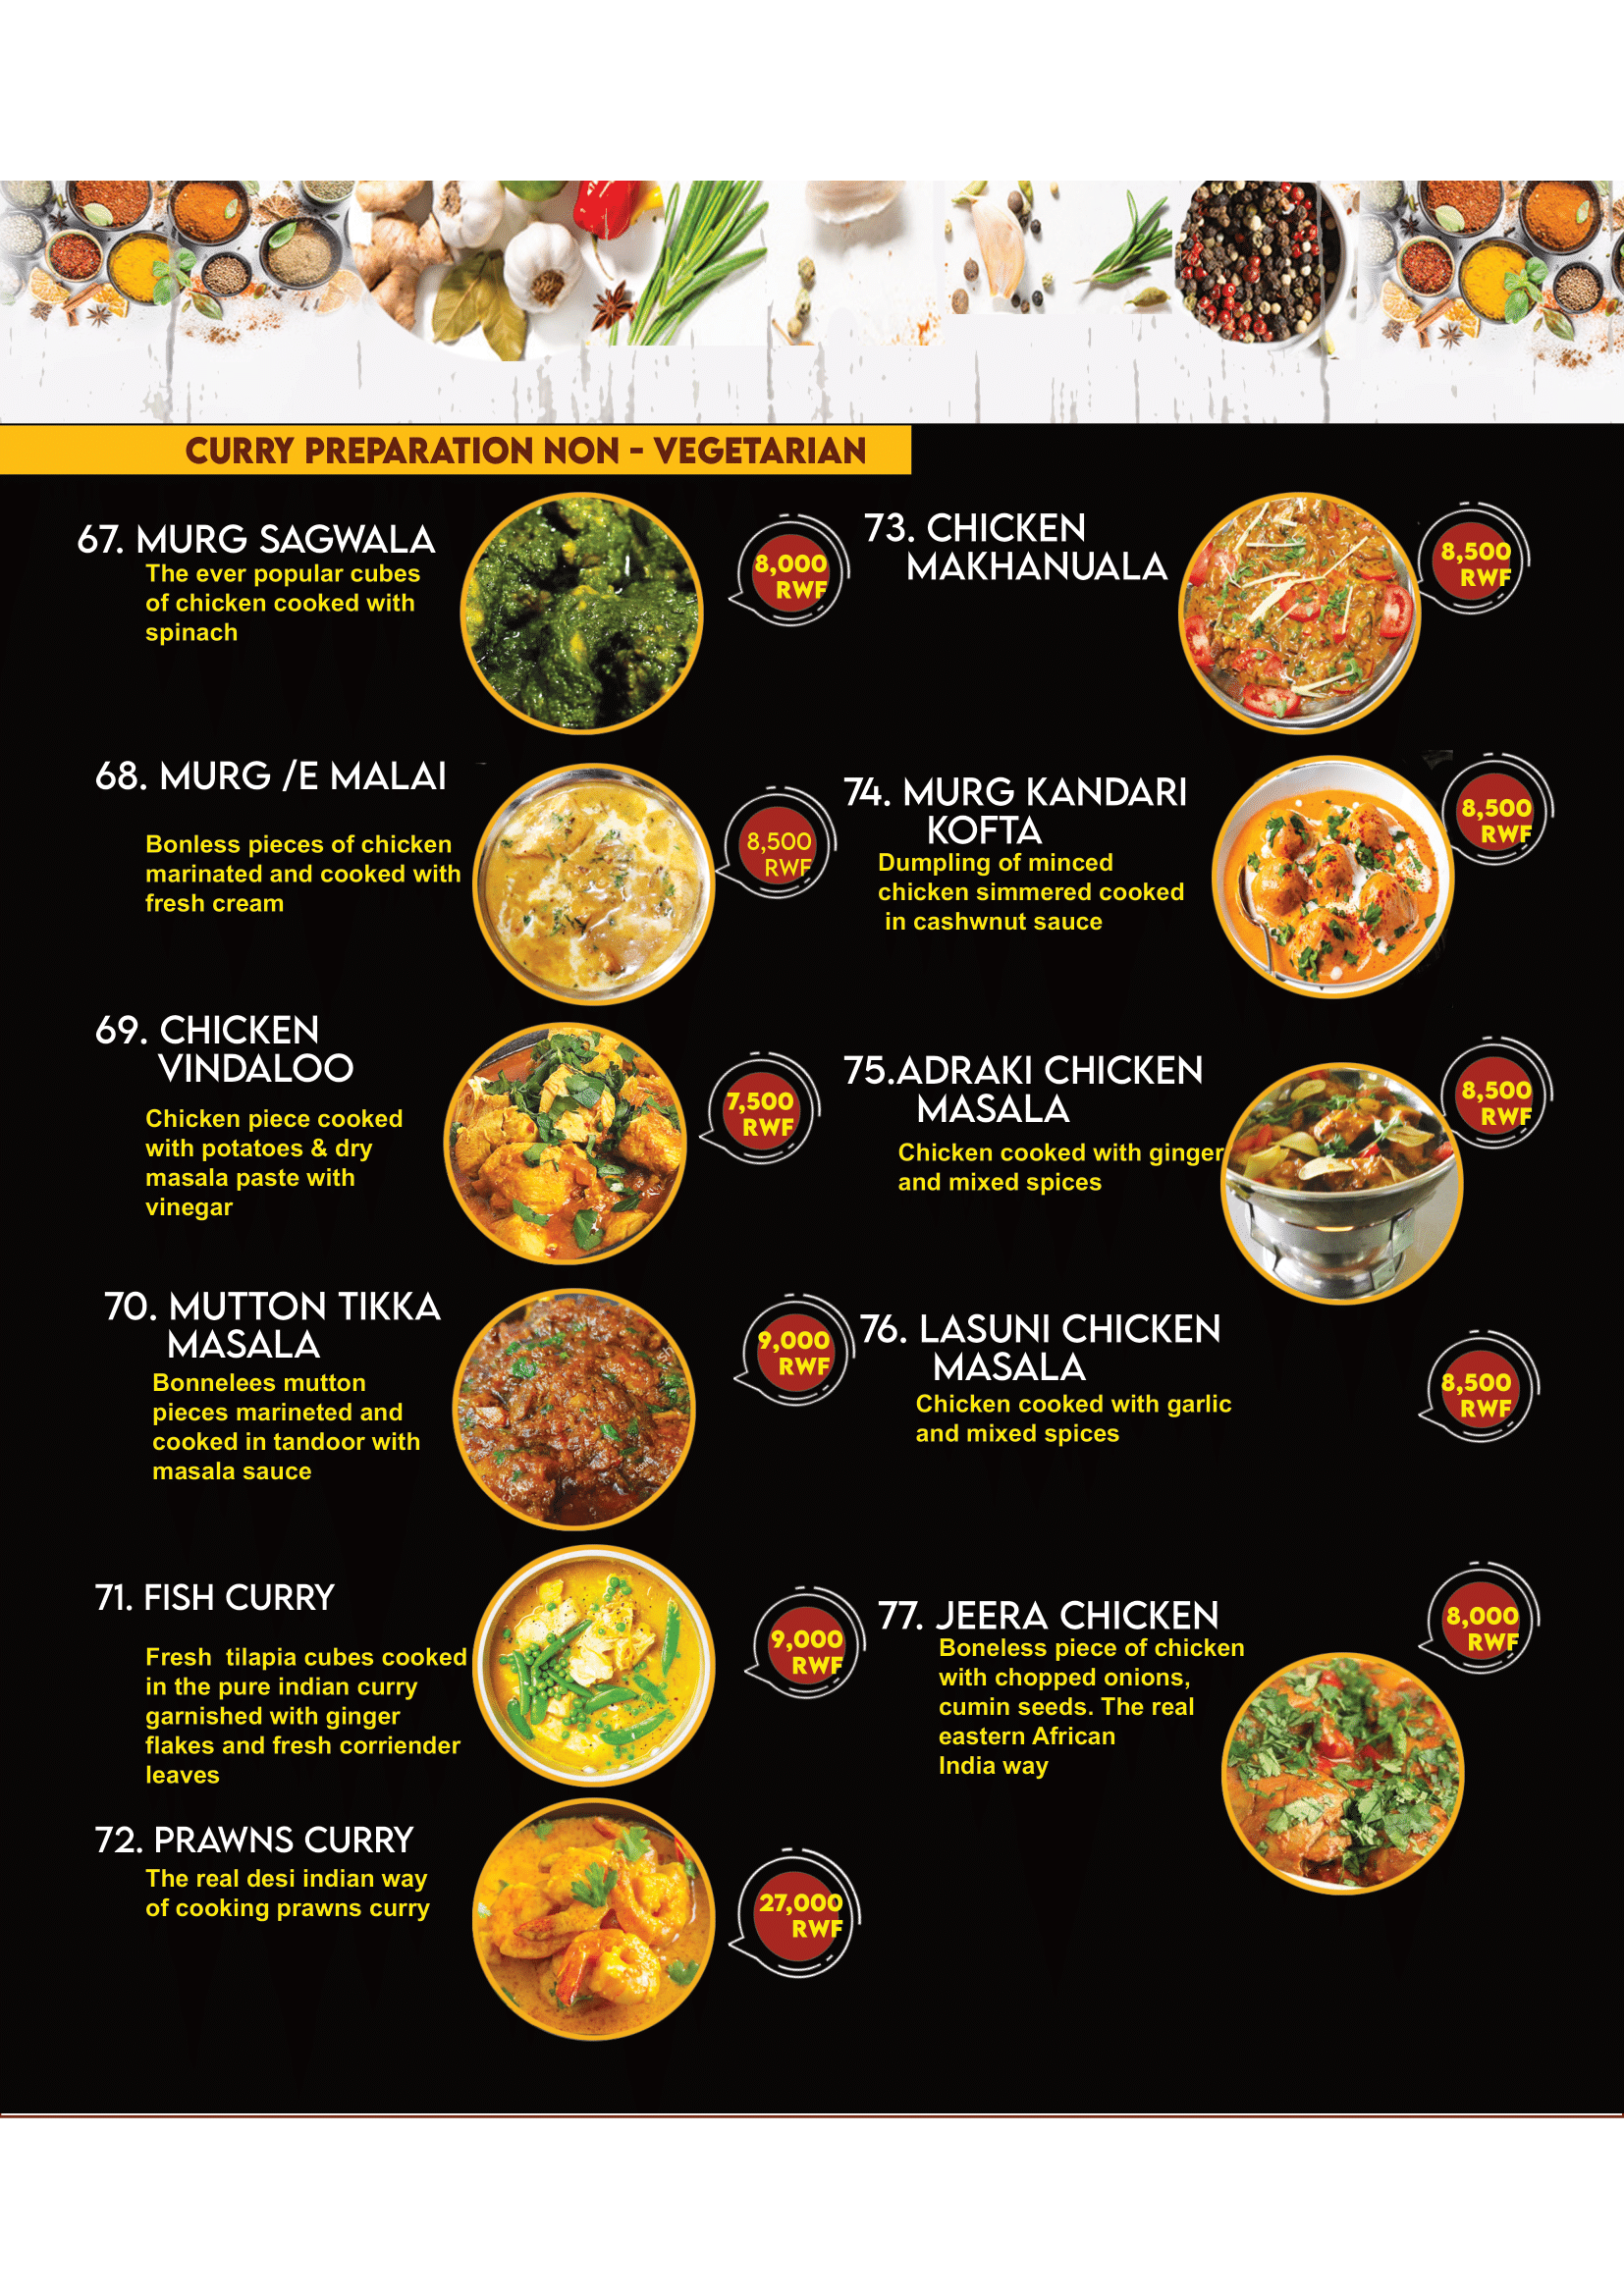 CURRY PREPARATION NON - VEGETARIAN
67. MURG SAGWALA
The ever popular cubes
of chicken cooked with
spinach
8,000
RWF
68. MURG /E MALAI
Bonless pieces of chicken
marinated and cooked with
fresh cream
8,500
RWF
69. CHICKEN
VINDALOO
Chicken piece cooked
with potatoes & dry
masala paste with
vinegar
7,500
RWF
70. MUTTON TIKKA
MASALA
Bonnelees mutton
pieces marineted and
cooked in tandoor with
masala sauce
9,000
RWF
71. FISH CURRY
Fresh  tilapia cubes cooked
in the pure indian curry
garnished with ginger
flakes and fresh corriender
leaves
9,000
RWF
72. PRAWNS CURRY
The real desi indian way
of cooking prawns curry
27,000
RWF
73. CHICKEN
MAKHANUALA
8,500
RWF
74. MURG KANDARI
KOFTA
Dumpling of minced
chicken simmered cooked
in cashwnut sauce
8,500
RWF
75.ADRAKI CHICKEN
MASALA
Chicken cooked with ginger
and mixed spices
8,500
RWF
76. LASUNI CHICKEN
MASALA
Chicken cooked with garlic
and mixed spices
8,500
RWF
77. JEERA CHICKEN
Boneless piece of chicken
with chopped onions,
cumin seeds. The real
eastern African
India way
8,000
RWF